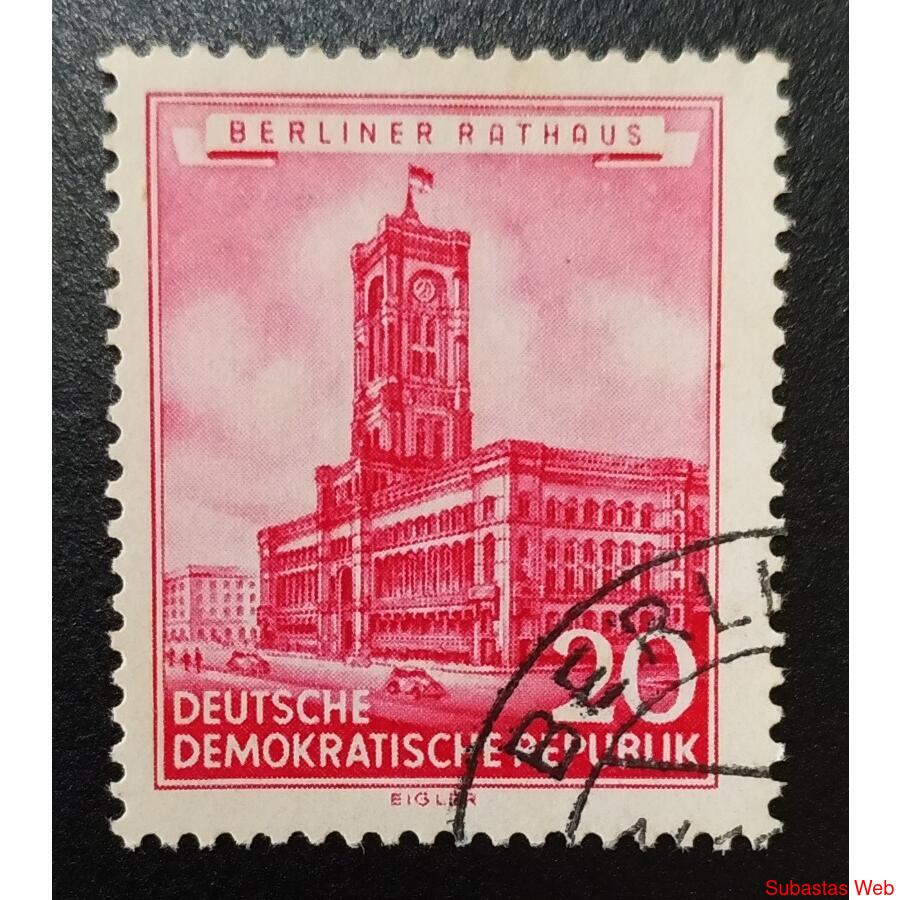 BERLINER RATHAUS
20
DEUTSCHE
DEMOKRATISCHE REPUBLIK
EIGLER
BERLI
Subastas Web